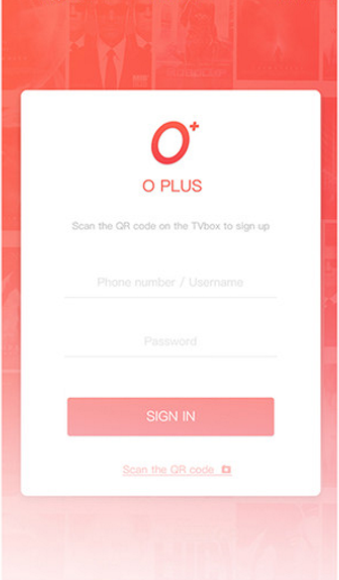 O+
O PLUS
Scan the QR code on the TVbox to sign up
Phone number / Username
Password
SIGN IN
Scan the QR code